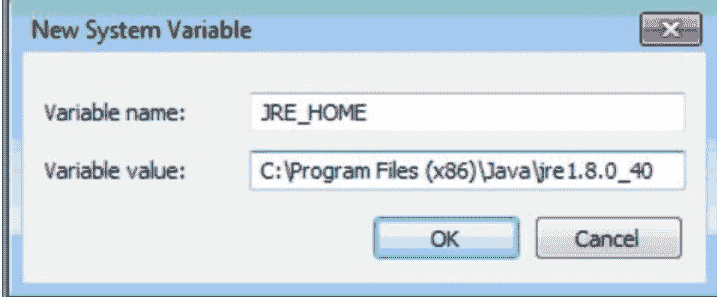 New System Variable
Variable name: JRE_HOME
Variable value: C:\Program Files (x86)\Java\jre1.8.0_40
OK Cancel